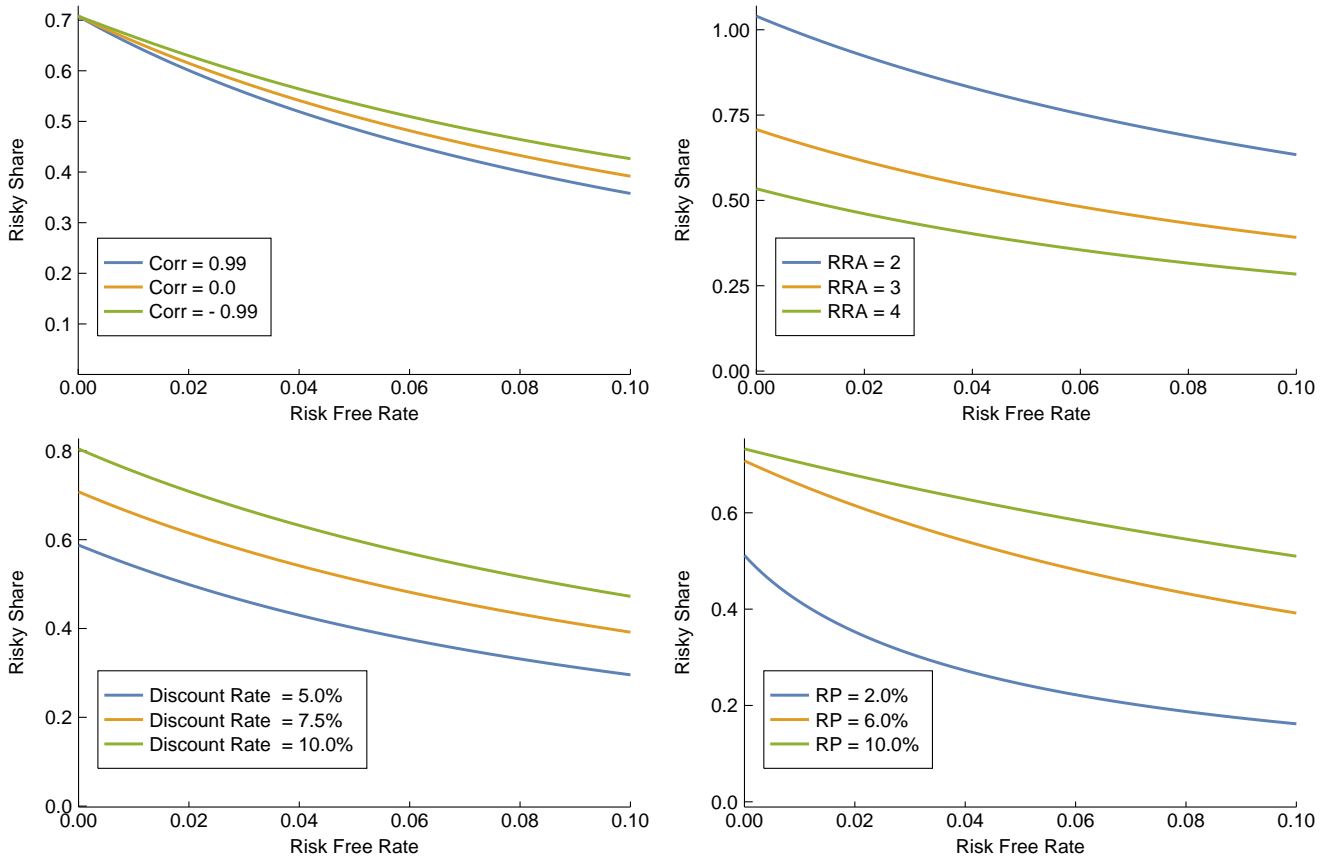 0.7
0.6
0.5
0.4
0.3
0.2
0.1
Risky Share
Corr = 0.99
Corr = 0.0
Corr = - 0.99
0.00 0.02 0.04 0.06 0.08 0.10
Risk Free Rate
1.00
0.75
0.50
0.25
0.00
Risky Share
RRA = 2
RRA = 3
RRA = 4
0.00 0.02 0.04 0.06 0.08 0.10
Risk Free Rate
0.8
0.6
0.4
0.2
0.0
Risky Share
Discount Rate = 5.0%
Discount Rate = 7.5%
Discount Rate = 10.0%
0.00 0.02 0.04 0.06 0.08 0.10
Risk Free Rate
0.6
0.4
0.2
0.0
Risky Share
RP = 2.0%
RP = 6.0%
RP = 10.0%
0.00 0.02 0.04 0.06 0.08 0.10
Risk Free Rate